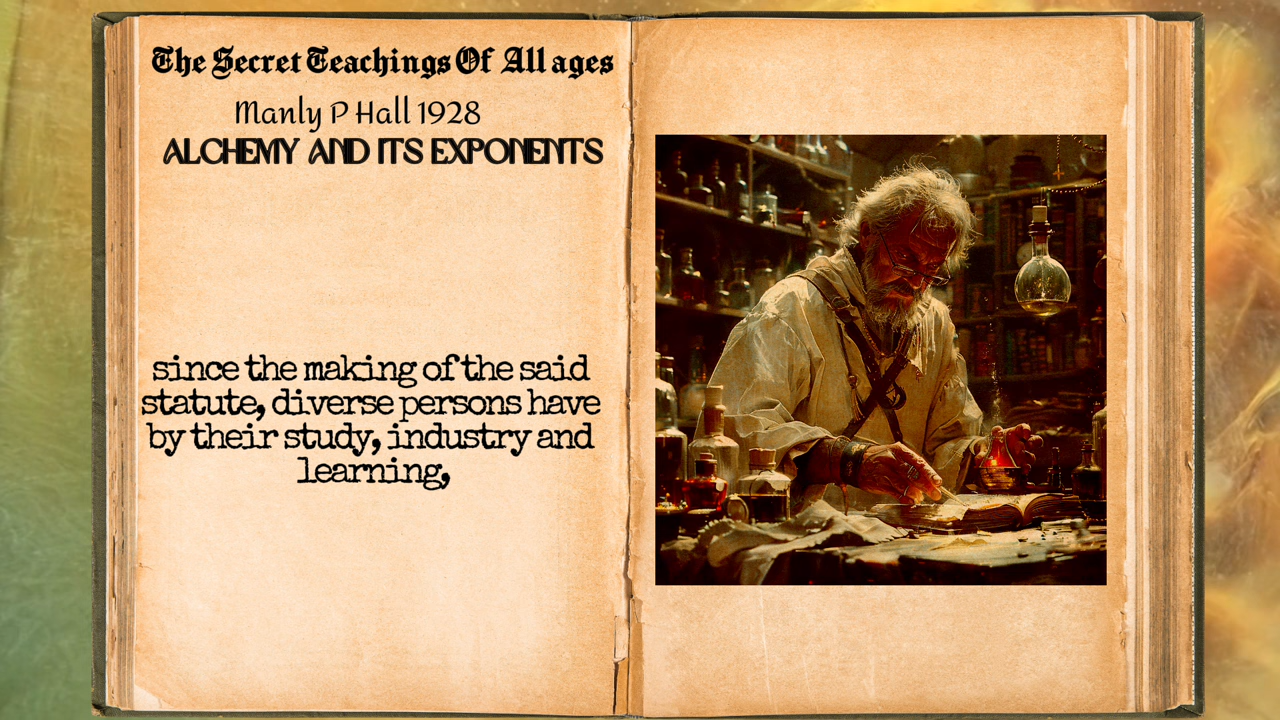 The Secret Teachings Of All ages
Manly P Hall 1928
ALCHEMY AND ITS EXPONENTS
since the making of the said
statute, diverse persons have
by their study, industry and
learning,